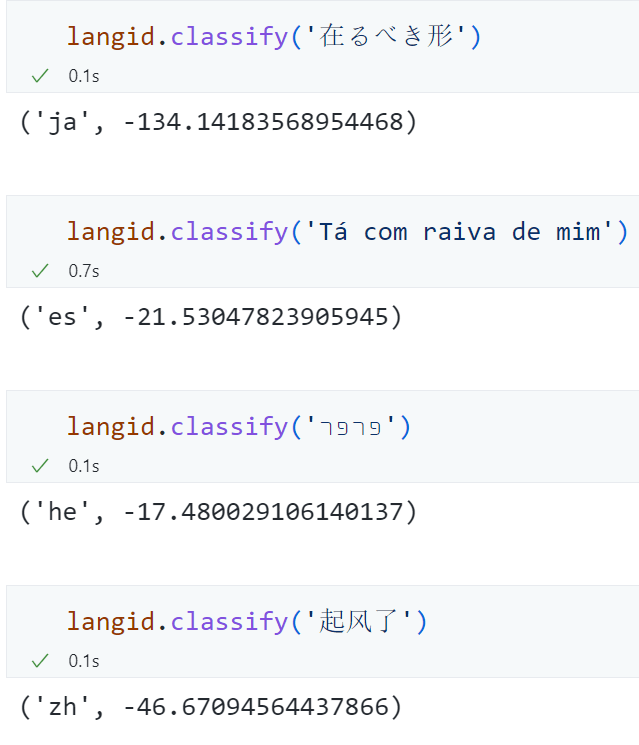 langid.classify('在るべき形')
✓ 0.1s
('ja', -134.14183568954468)
langid.classify('Tá com raiva de mim')
✓ 0.7s
('es', -21.53047823905945)
langid.classify('פרפר')
✓ 0.1s
('he', -17.480029106140137)
langid.classify('起风了')
✓ 0.1s
('zh', -46.67094564437866)